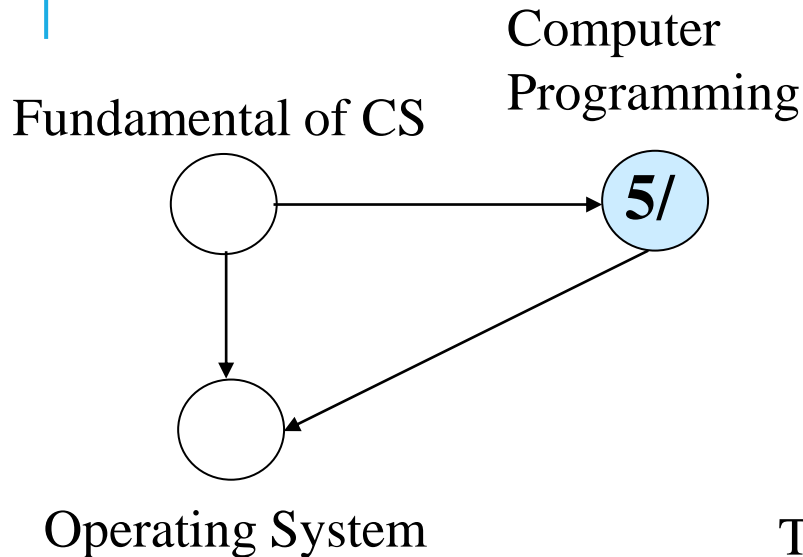 Computer
Programming
Fundamental of CS
5/
Operating System
T